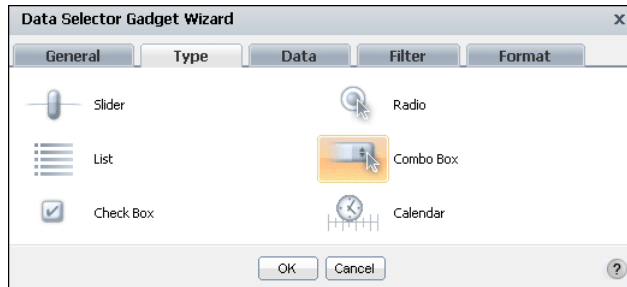 Data Selector Gadget Wizard x
General Type Data Filter Format
Slider Radio
List Combo Box
Check Box Calendar
OK Cancel ?